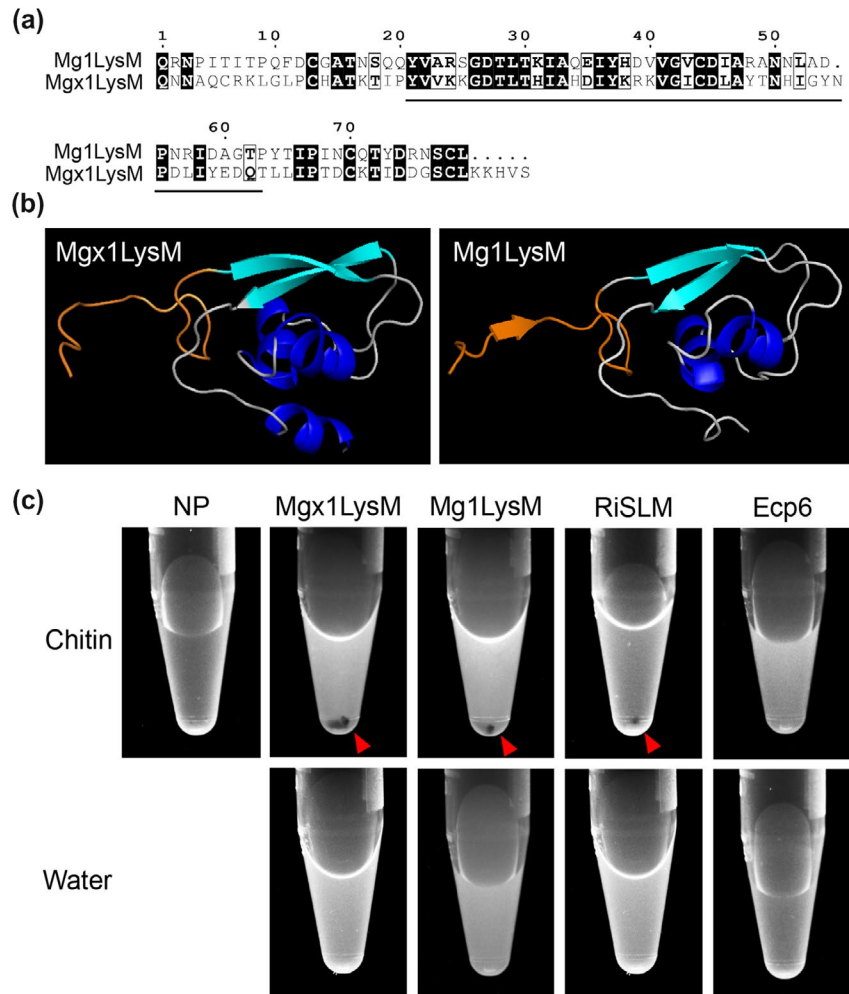 (a)
1 10 20 30 40 50
Mg1LysM QRNPITITPQFDCGATNSQQYVARSGDTLTKIAQEIYHDVVGVCDIARANNLAD.
Mgx1LysM QNNAQCRKLGLPCHATKTIPYVVKKGDTLTHIAHDIYKRKVGICDLAYTNHIGYN
60 70
Mg1LysM PNRIDAGTPYTIPINCQTYDRNSCL.....
Mgx1LysM PDLIYEDQTLLIPTDCKTIDDGSCLKKHVS
(b)
Mgx1LysM Mg1LysM
(c)
NP Mgx1LysM Mg1LysM RiSLM Ecp6
Chitin
Water